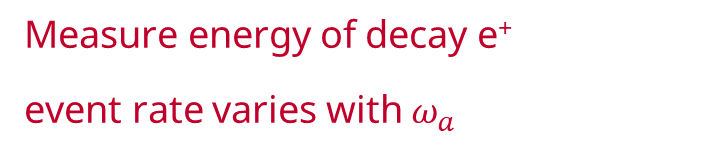 Measure energy of decay e⁺
event rate varies with ωₐ